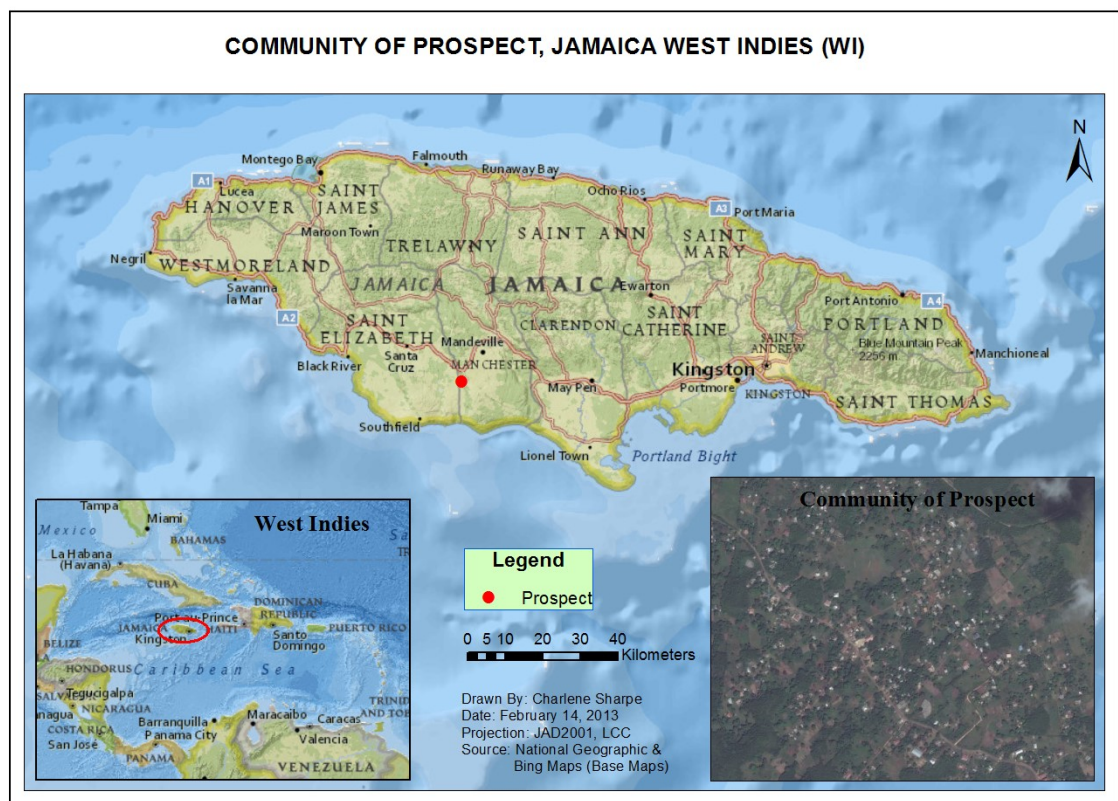 COMMUNITY OF PROSPECT, JAMAICA WEST INDIES (WI)
N
Montego Bay
Falmouth
Runaway Bay
Ocho Rios
A1
Lucea
HANOVER
SAINT
JAMES
Maroon Town
TRELAWNY
SAINT ANN
A3
Port Maria
SAINT
MARY
Negril
WESTMORELAND
Savanna
la Mar
A2
JAMAICA
JAMAICA
Ewarton
Port Antonio
A4
SAINT
ELIZABETH
Santa
Cruz
Mandeville
MANCHESTER
CLARENDON
SAINT
CATHERINE
SAINT
ANDREW
PORTLAND
Blue Mountain Peak
2256 m
Manchioneal
Black River
May Pen
Kingston
Portmore
KINGSTON
SAINT THOMAS
Southfield
Lionel Town
Portland Bight
West Indies
Tampa
Miami
Mexico
BAHAMAS
La Habana
(Havana)
CUBA
Port-au-Prince
DOMINICAN
REPUBLIC
JAMAICA
Kingston
HAITI
PUERTO RICO
Santo
Domingo
BELIZE
HONDORUS
Caribbean Sea
Tegucigalpa
NICARAGUA
COSTA RICA
San José
Barranquilla
Panama City
PANAMA
Maracaibo
Caracas
Valencia
VENEZUELA
TRINI
AND TOB
Legend
Prospect
0 5 10 20 30 40
Kilometers
Drawn By: Charlene Sharpe
Date: February 14, 2013
Projection: JAD2001, LCC
Source: National Geographic &
Bing Maps (Base Maps)
Community of Prospect